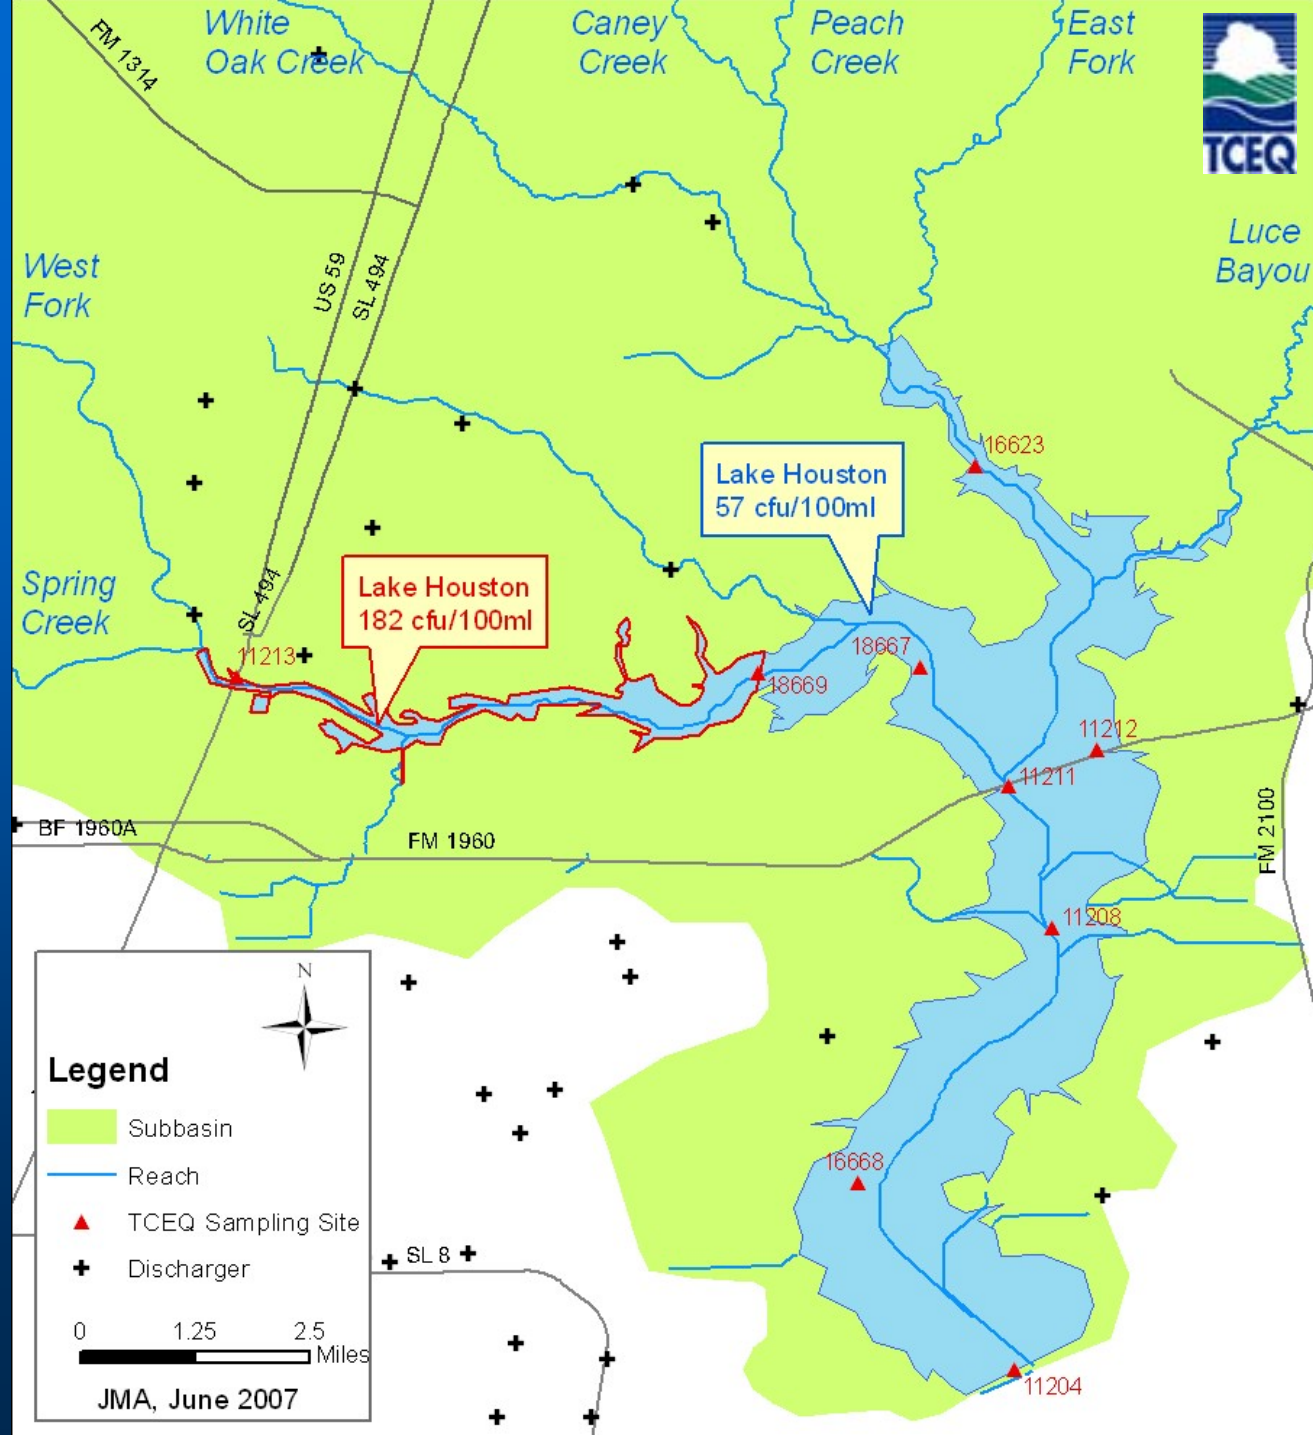 White
Oak Creek
Caney
Creek
Peach
Creek
East
Fork
TCEQ
FM 1314
Luce
Bayou
West
Fork
US 59
SL 494
16623
Lake Houston
57 cfu/100ml
Spring
Creek
SL 494
Lake Houston
182 cfu/100ml
11213
18667
18669
11212
11211
BF 1960A
FM 1960
FM 2100
11208
N
Legend
Subbasin
Reach
TCEQ Sampling Site
Discharger
0 1.25 2.5
Miles
JMA, June 2007
16668
SL 8
11204